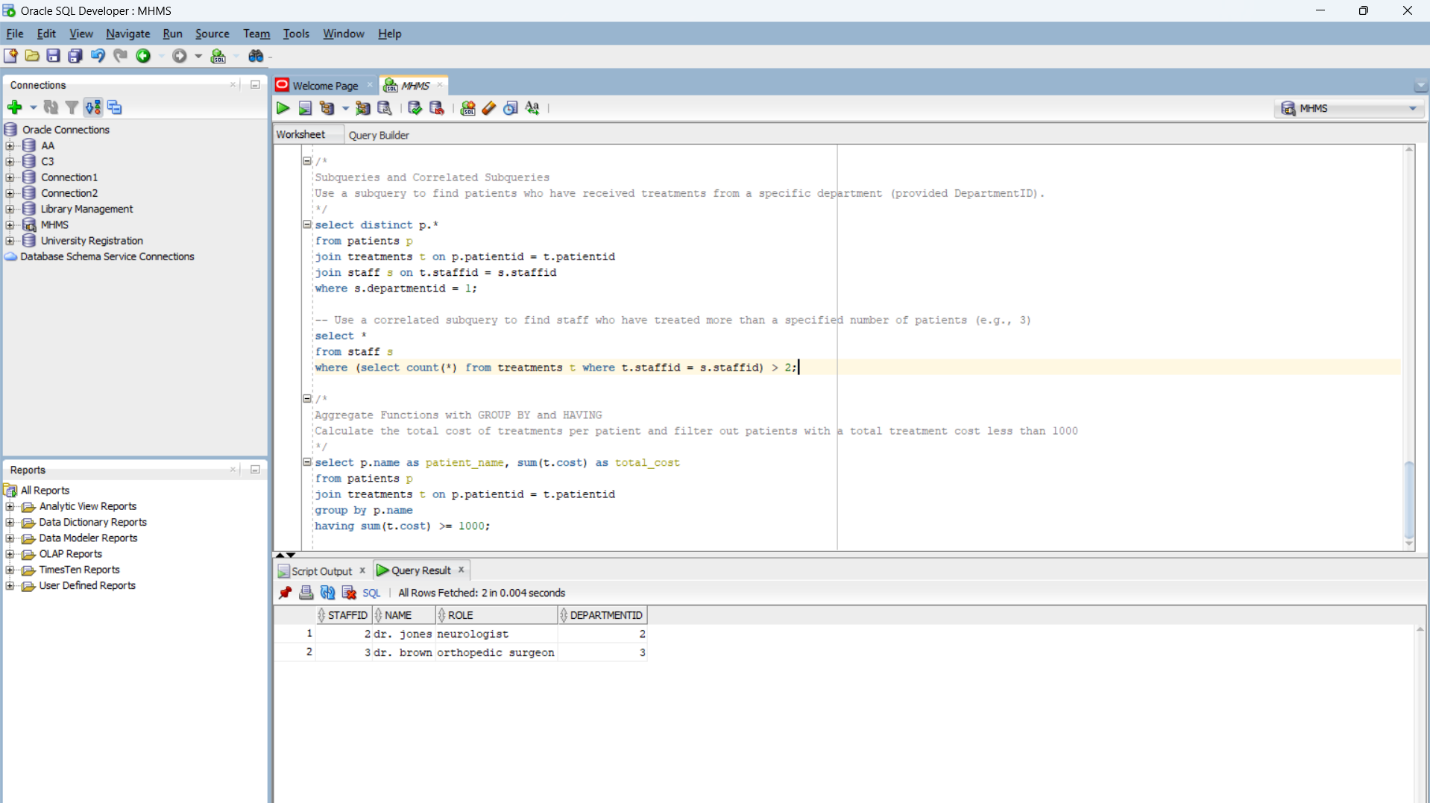 Oracle SQL Developer : MHMS
File Edit View Navigate Run Source Team Tools Window Help
Connections
Oracle Connections
AA
C3
Connection1
Connection2
Library Management
MHMS
University Registration
Database Schema Service Connections
Reports
All Reports
Analytic View Reports
Data Dictionary Reports
Data Modeler Reports
OLAP Reports
TimesTen Reports
User Defined Reports
Welcome Page MHMS
MHMS
Worksheet Query Builder
/*
Subqueries and Correlated Subqueries
Use a subquery to find patients who have received treatments from a specific department (provided DepartmentID).
*/
select distinct p.*
from patients p
join treatments t on p.patientid = t.patientid
join staff s on t.staffid = s.staffid
where s.departmentid = 1;
-- Use a correlated subquery to find staff who have treated more than a specified number of patients (e.g., 3)
select *
from staff s
where (select count(*) from treatments t where t.staffid = s.staffid) > 2;
/*
Aggregate Functions with GROUP BY and HAVING
Calculate the total cost of treatments per patient and filter out patients with a total treatment cost less than 1000
*/
select p.name as patient_name, sum(t.cost) as total_cost
from patients p
join treatments t on p.patientid = t.patientid
group by p.name
having sum(t.cost) >= 1000;
Script Output x Query Result x
SQL | All Rows Fetched: 2 in 0.004 seconds
STAFFID NAME ROLE DEPARTMENTID
1 2 dr. jones neurologist 2
2 3 dr. brown orthopedic surgeon 3